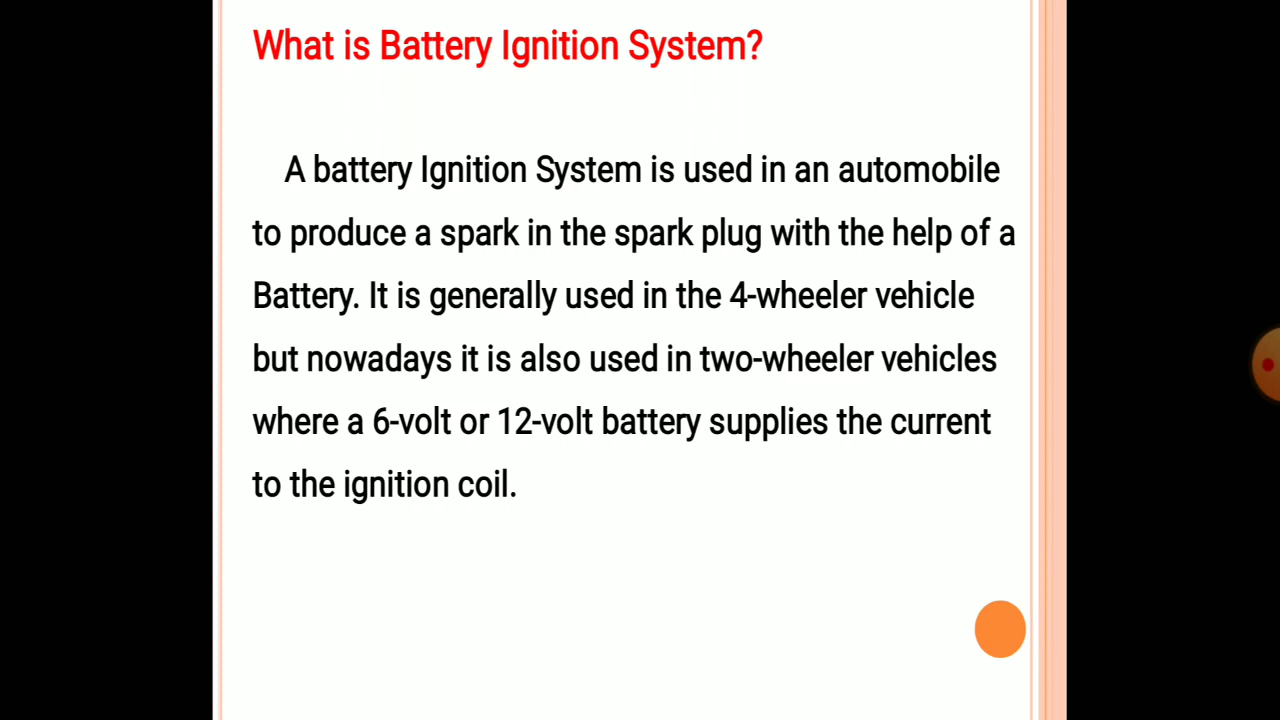 What is Battery Ignition System?
A battery Ignition System is used in an automobile
to produce a spark in the spark plug with the help of a
Battery. It is generally used in the 4-wheeler vehicle
but nowadays it is also used in two-wheeler vehicles
where a 6-volt or 12-volt battery supplies the current
to the ignition coil.